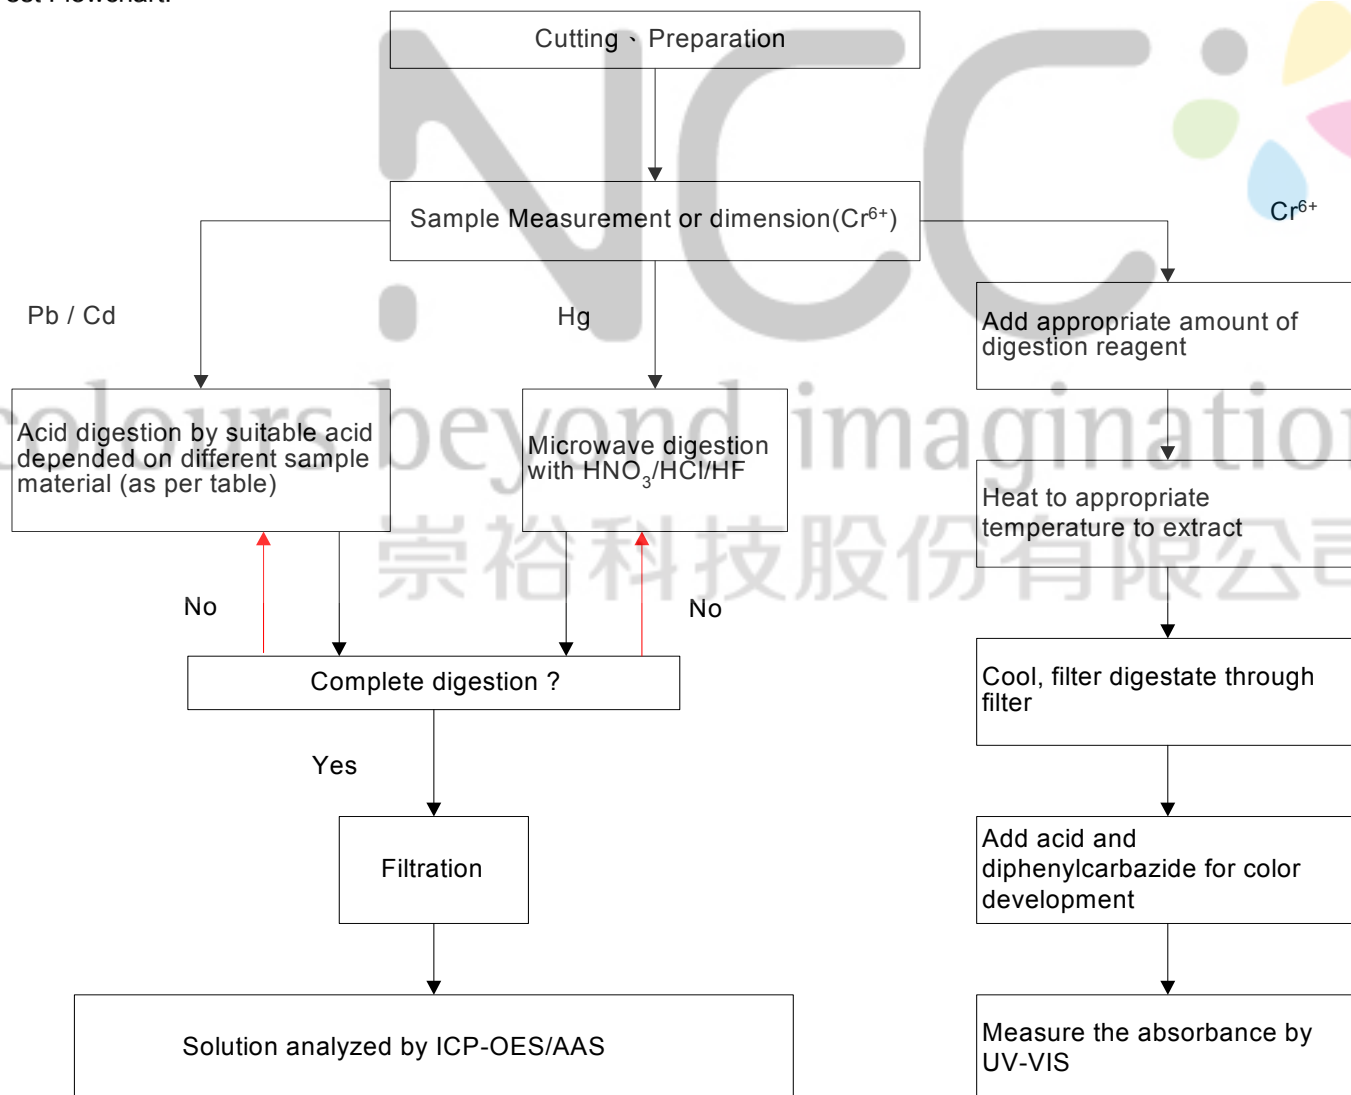 est Flowchart:
Cutting、Preparation
Sample Measurement or dimension(Cr⁶⁺)
Cr⁶⁺
Pb / Cd
Hg
Add appropriate amount of
digestion reagent
Acid digestion by suitable acid
depended on different sample
material (as per table)
Microwave digestion
with HNO₃/HCl/HF
Heat to appropriate
temperature to extract
No
No
Complete digestion ?
Cool, filter digestate through
filter
Yes
Filtration
Add acid and
diphenylcarbazide for color
development
Solution analyzed by ICP-OES/AAS
Measure the absorbance by
UV-VIS
NCC
colours beyond imagination
崇裕科技股份有限公司